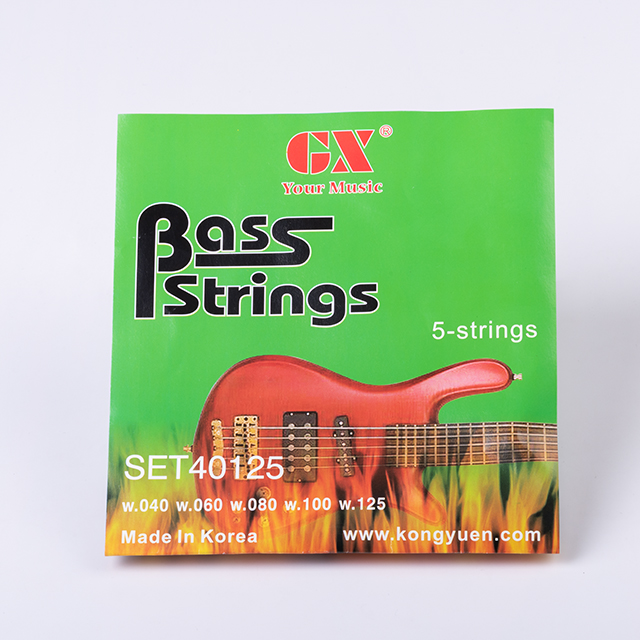 GX®
Your Music
Bass
Strings
5-strings
SET40125
w.040 w.060 w.080 w.100 w.125
Made In Korea www.kongyuen.com